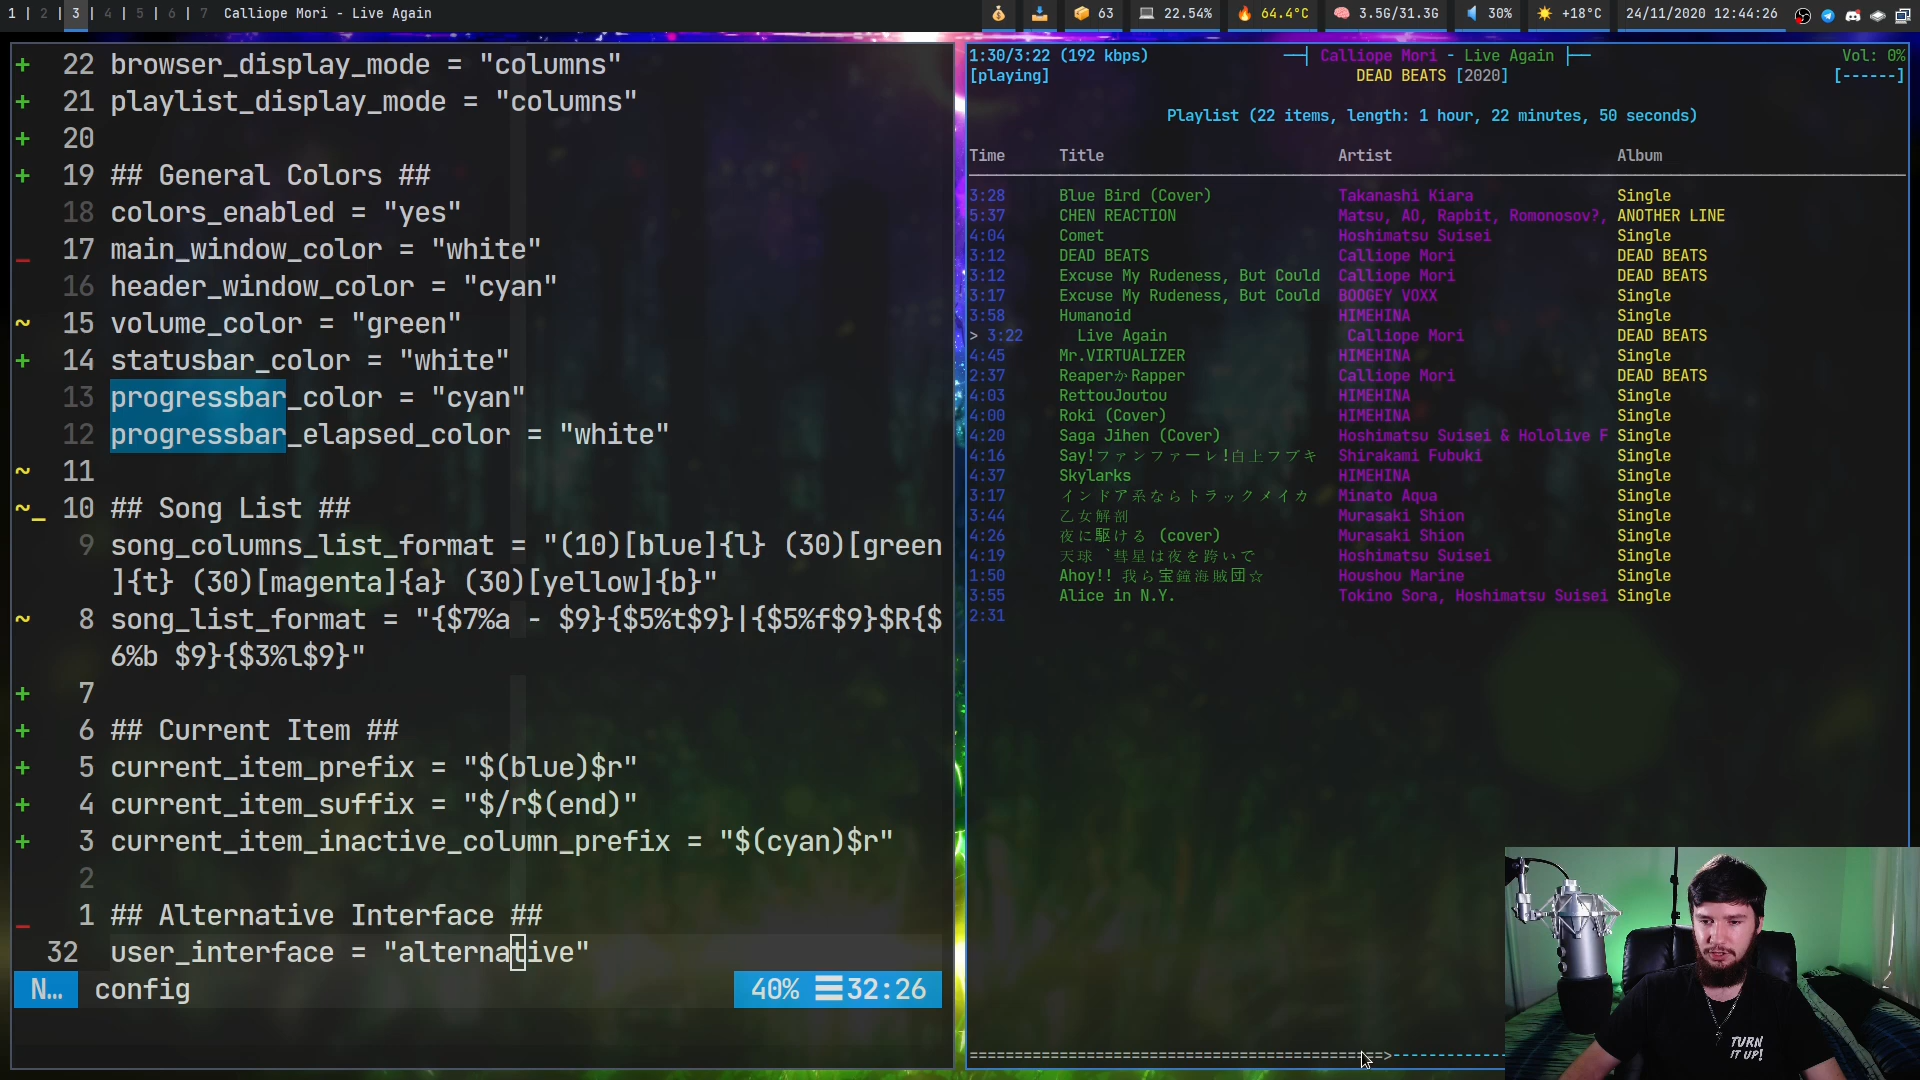 1 | 2 | 3 | 4 | 5 | 6 | 7 Calliope Mori - Live Again
63 22.54% 64.4°C 3.5G/31.3G 30% +18°C 24/11/2020 12:44:26
+ 22 browser_display_mode = "columns"
+ 21 playlist_display_mode = "columns"
+ 20
+ 19 ## General Colors ##
18 colors_enabled = "yes"
_ 17 main_window_color = "white"
16 header_window_color = "cyan"
~ 15 volume_color = "green"
+ 14 statusbar_color = "white"
13 progressbar_color = "cyan"
12 progressbar_elapsed_color = "white"
~ 11
~_ 10 ## Song List ##
9 song_columns_list_format = "(10)[blue]{l} (30)[green
]{t} (30)[magenta]{a} (30)[yellow]{b}"
~ 8 song_list_format = "{$7%a - $9}{$5%t$9}|{$5%f$9}$R{$
6%b $9}{$3%l$9}"
+ 7
+ 6 ## Current Item ##
+ 5 current_item_prefix = "$(blue)$r"
+ 4 current_item_suffix = "$/r$(end)"
+ 3 current_item_inactive_column_prefix = "$(cyan)$r"
2
_ 1 ## Alternative Interface ##
32 user_interface = "alternative"
N… config 40% ☰32:26
1:30/3:22 (192 kbps) ──┤ Calliope Mori - Live Again ├── Vol: 0%
[playing] DEAD BEATS [2020] [------]
Playlist (22 items, length: 1 hour, 22 minutes, 50 seconds)
Time Title Artist Album
3:28 Blue Bird (Cover) Takanashi Kiara Single
5:37 CHEN REACTION Matsu, AO, Rapbit, Romonosov?, ANOTHER LINE
4:04 Comet Hoshimatsu Suisei Single
3:12 DEAD BEATS Calliope Mori DEAD BEATS
3:12 Excuse My Rudeness, But Could Calliope Mori DEAD BEATS
3:17 Excuse My Rudeness, But Could BOOGEY VOXX Single
3:58 Humanoid HIMEHINA Single
> 3:22 Live Again Calliope Mori DEAD BEATS
4:45 Mr.VIRTUALIZER HIMEHINA Single
2:37 ReaperかRapper Calliope Mori DEAD BEATS
4:03 RettouJoutou HIMEHINA Single
4:00 Roki (Cover) HIMEHINA Single
4:20 Saga Jihen (Cover) Hoshimatsu Suisei & Hololive F Single
4:16 Say!ファンファーレ!白上フブキ Shirakami Fubuki Single
4:37 Skylarks HIMEHINA Single
3:17 インドア系ならトラックメイカ Minato Aqua Single
3:44 乙女解剖 Murasaki Shion Single
4:26 夜に駆ける (cover) Murasaki Shion Single
4:19 天球、彗星は夜を跨いで Hoshimatsu Suisei Single
1:50 Ahoy!! 我ら宝鐘海賊団☆ Houshou Marine Single
3:55 Alice in N.Y. Tokino Sora, Hoshimatsu Suisei Single
2:31
TURN
IT UP!